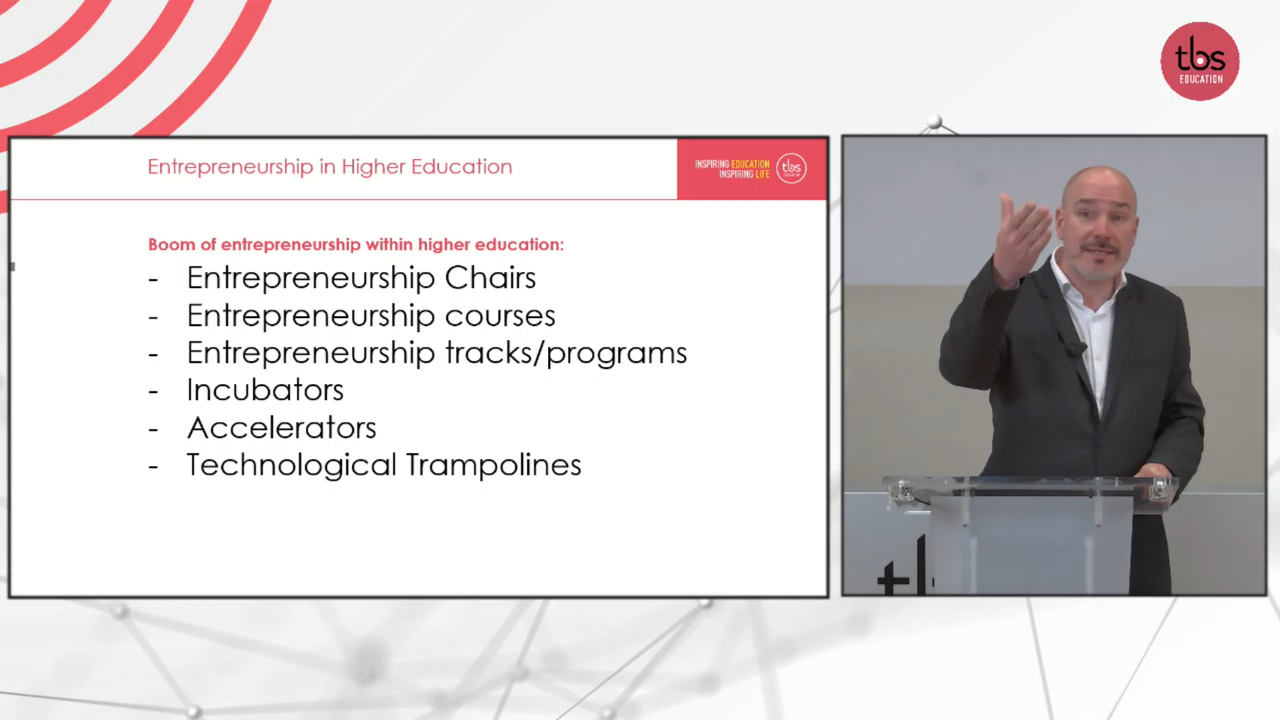 tbs
EDUCATION
Entrepreneurship in Higher Education
INSPIRING EDUCATION
INSPIRING LIFE
tbs
Boom of entrepreneurship within higher education:
- Entrepreneurship Chairs
- Entrepreneurship courses
- Entrepreneurship tracks/programs
- Incubators
- Accelerators
- Technological Trampolines